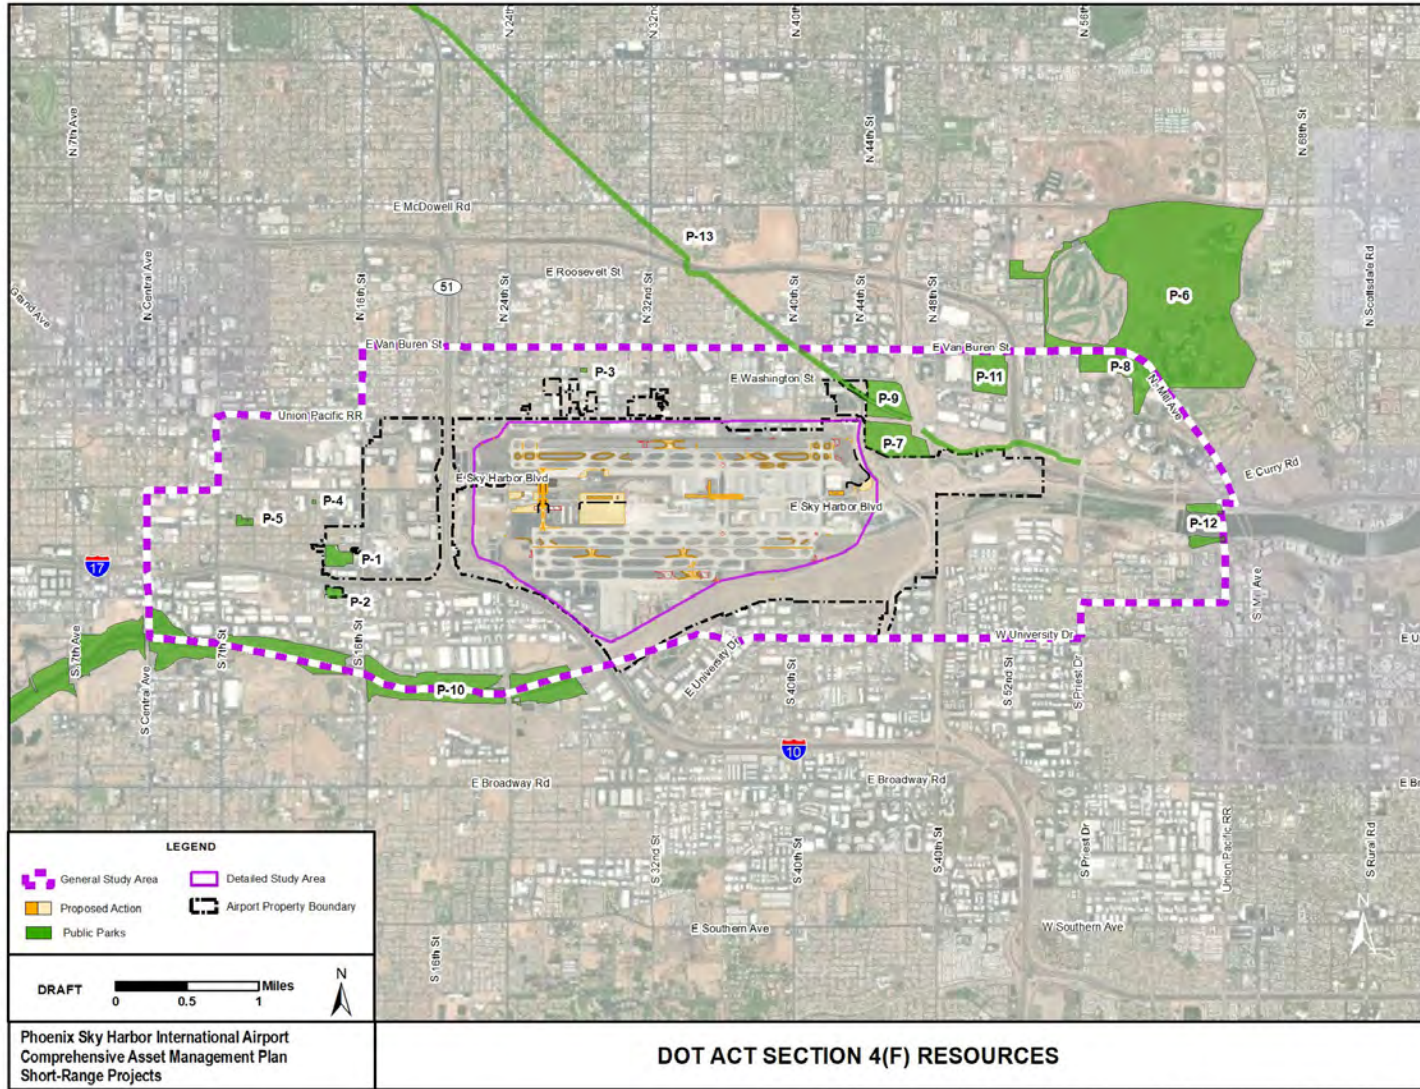 N 24th St
N 32nd St
N 40th St
N 56th St
N 7th Ave
N 44th St
N 68th St
E McDowell Rd
P-13
N Central Ave
N 16th St
51
N 24th St
E Roosevelt St
N 32nd St
N 40th St
N 44th St
N 48th St
P-6
N Scottsdale Rd
Grand Ave
E Van Buren St
E Van Buren St
P-3
E Washington St
P-11
P-8
N Mill Ave
Union Pacific RR
P-9
P-7
E Sky Harbor Blvd
E Curry Rd
P-4
E Sky Harbor Blvd
P-5
P-12
17
P-1
P-2
S 7th Ave
S 7th St
S 16th St
S Mill Ave
W University Dr
S Central Ave
P-10
E University Dr
S 40th St
S 52nd St
S Priest Dr
10
E Broadway Rd
E Broadway Rd
S 32nd St
S 40th St
S 40th St
S Priest Dr
Union Pacific RR
S Rural Rd
S 16th St
E Southern Ave
W Southern Ave
N
LEGEND
General Study Area
Detailed Study Area
Proposed Action
Airport Property Boundary
Public Parks
DRAFT
0 0.5 1 Miles
N
Phoenix Sky Harbor International Airport
Comprehensive Asset Management Plan
Short-Range Projects
DOT ACT SECTION 4(F) RESOURCES